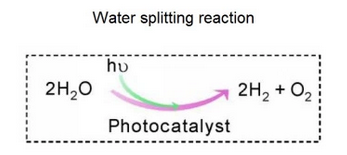 Water splitting reaction
hυ
2H₂O 2H₂ + O₂
Photocatalyst